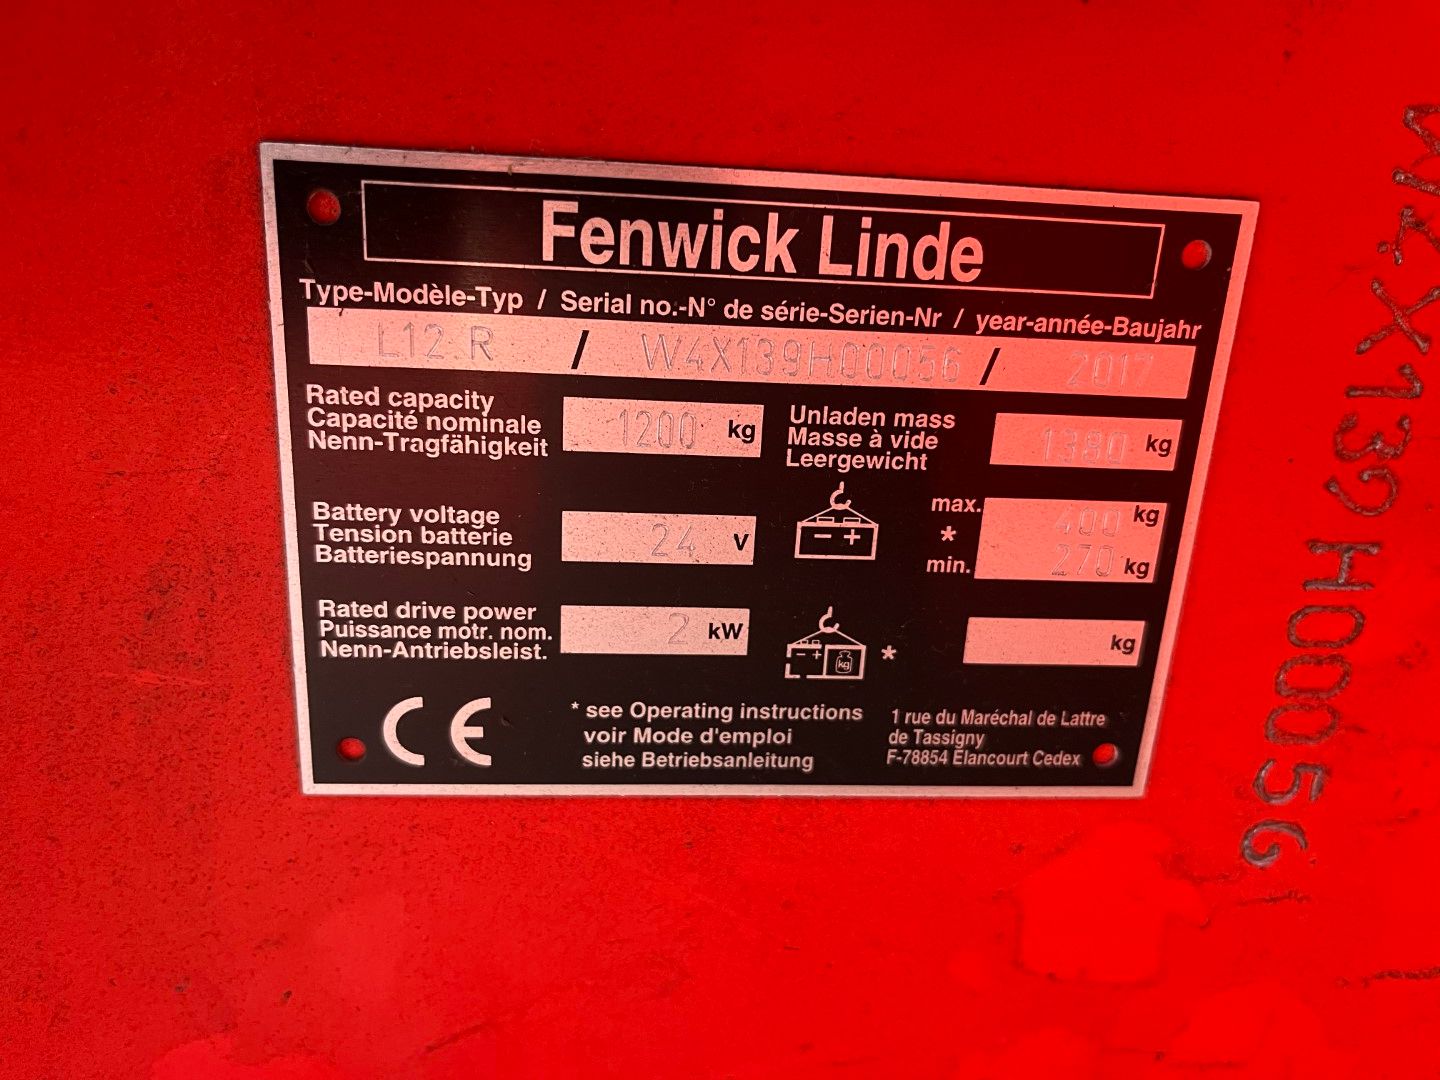 Fenwick Linde
Type-Modèle-Typ / Serial no.-N° de série-Serien-Nr / year-année-Baujahr
L12 R / W4X139H00056 / 2017
Rated capacity
Capacité nominale
Nenn-Tragfähigkeit
1200 kg
Unladen mass
Masse à vide
Leergewicht
1380 kg
Battery voltage
Tension batterie
Batteriespannung
24 V
- +
max. 400 kg
*
min. 270 kg
Rated drive power
Puissance motr. nom.
Nenn-Antriebsleist.
2 kW
- + kg
* kg
CE
* see Operating instructions
voir Mode d'emploi
siehe Betriebsanleitung
1 rue du Maréchal de Lattre
de Tassigny
F-78854 Elancourt Cedex
W4X139H00056